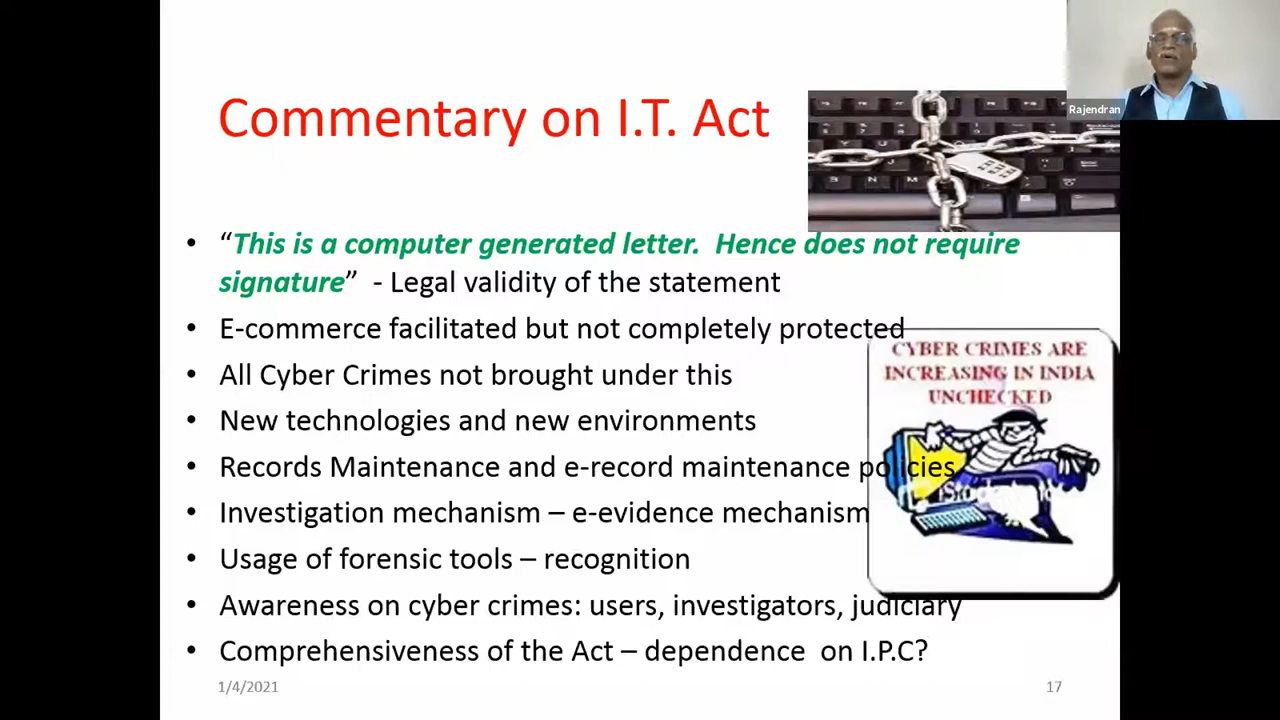 Rajendran
Commentary on I.T. Act
• “This is a computer generated letter. Hence does not require
signature” - Legal validity of the statement
• E-commerce facilitated but not completely protected
• All Cyber Crimes not brought under this
• New technologies and new environments
• Records Maintenance and e-record maintenance policies
• Investigation mechanism – e-evidence mechanism
• Usage of forensic tools – recognition
• Awareness on cyber crimes: users, investigators, judiciary
• Comprehensiveness of the Act – dependence on I.P.C?
CYBER CRIMES ARE
INCREASING IN INDIA
UNCHECKED
1/4/2021
17